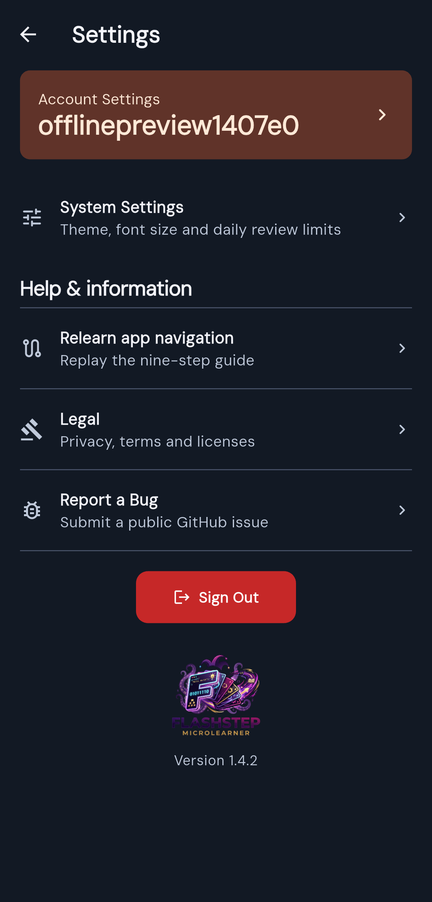 Settings
Account Settings
offlinepreview1407e0
System Settings
Theme, font size and daily review limits
Help & information
Relearn app navigation
Replay the nine-step guide
Legal
Privacy, terms and licenses
Report a Bug
Submit a public GitHub issue
Sign Out
FLASHSTEP
MICROLEARNER
Version 1.4.2